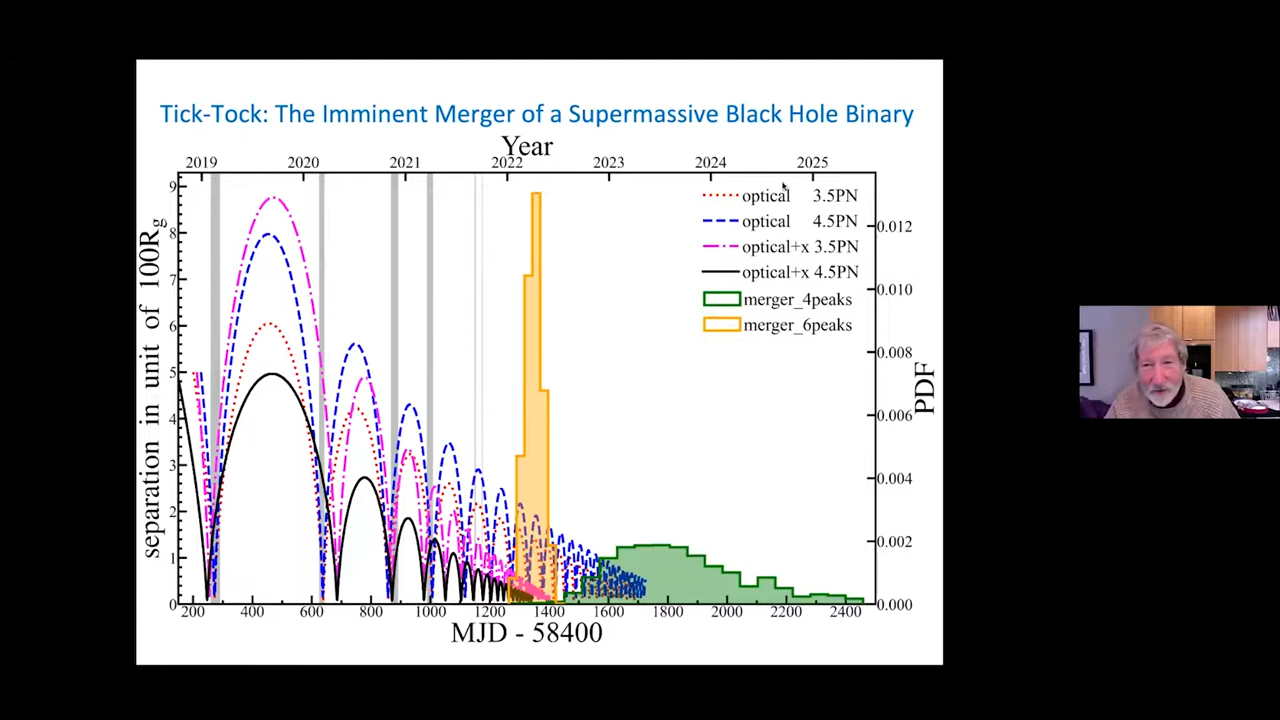 Tick-Tock: The Imminent Merger of a Supermassive Black Hole Binary
Year
2019 2020 2021 2022 2023 2024 2025
optical 3.5PN
optical 4.5PN
optical+x 3.5PN
optical+x 4.5PN
merger_4peaks
merger_6peaks
separation in unit of 100Rg
9
8
7
6
5
4
3
2
1
0
0.012
0.010
0.008
0.006
0.004
0.002
0.000
PDF
200 400 600 800 1000 1200 1400 1600 1800 2000 2200 2400
MJD - 58400